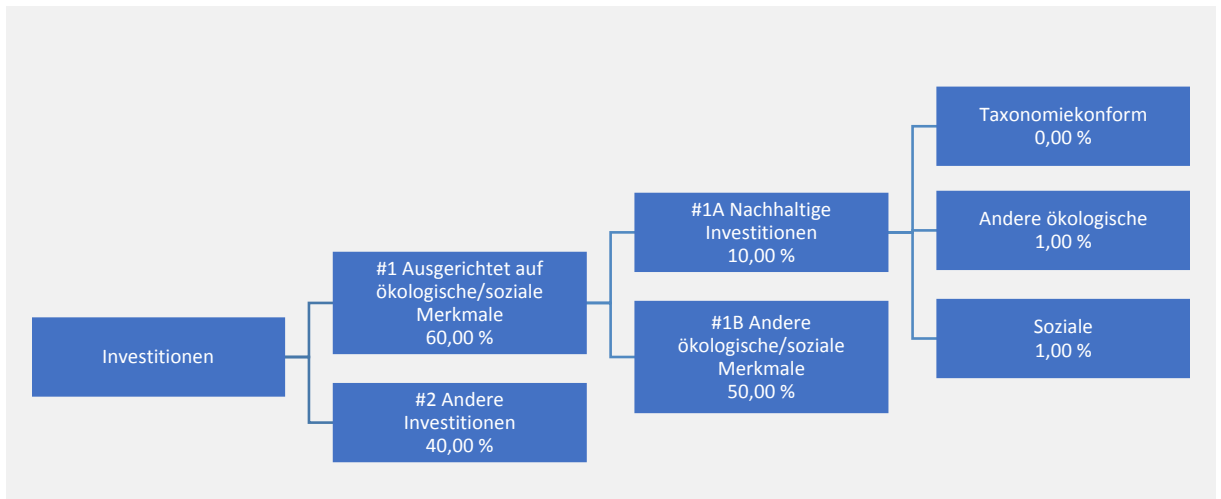 Investitionen
#1 Ausgerichtet auf
ökologische/soziale
Merkmale
60,00 %
#2 Andere
Investitionen
40,00 %
#1A Nachhaltige
Investitionen
10,00 %
#1B Andere
ökologische/soziale
Merkmale
50,00 %
Taxonomiekonform
0,00 %
Andere ökologische
1,00 %
Soziale
1,00 %